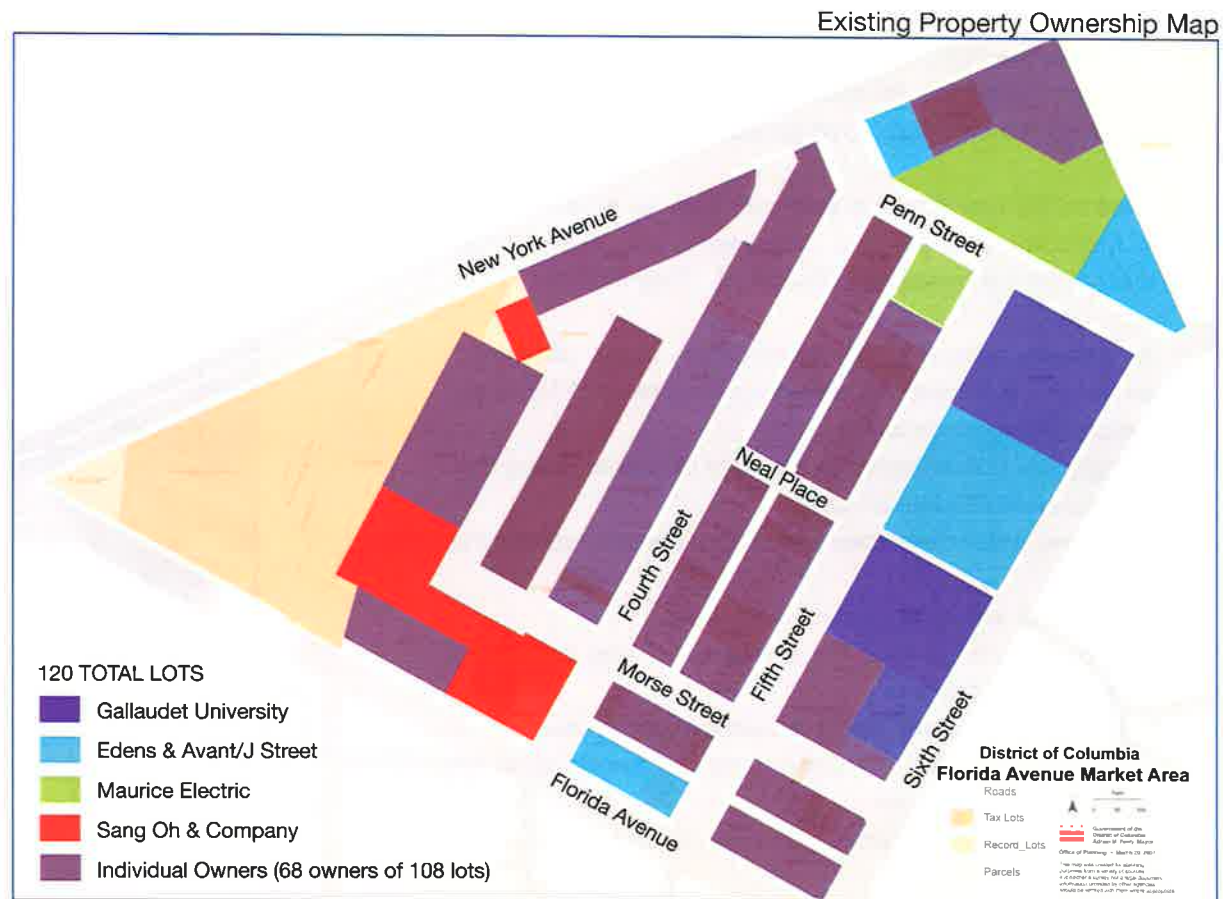 Existing Property Ownership Map
Penn Street
New York Avenue
Neal Place
Fourth Street
Fifth Street
Morse Street
Sixth Street
Florida Avenue
120 TOTAL LOTS
Gallaudet University
Edens & Avant/J Street
Maurice Electric
Sang Oh & Company
Individual Owners (68 owners of 108 lots)
District of Columbia
Florida Avenue Market Area
Roads
Tax Lots
Record_Lots
Parcels
Government of the
District of Columbia
Adrian M. Fenty, Mayor